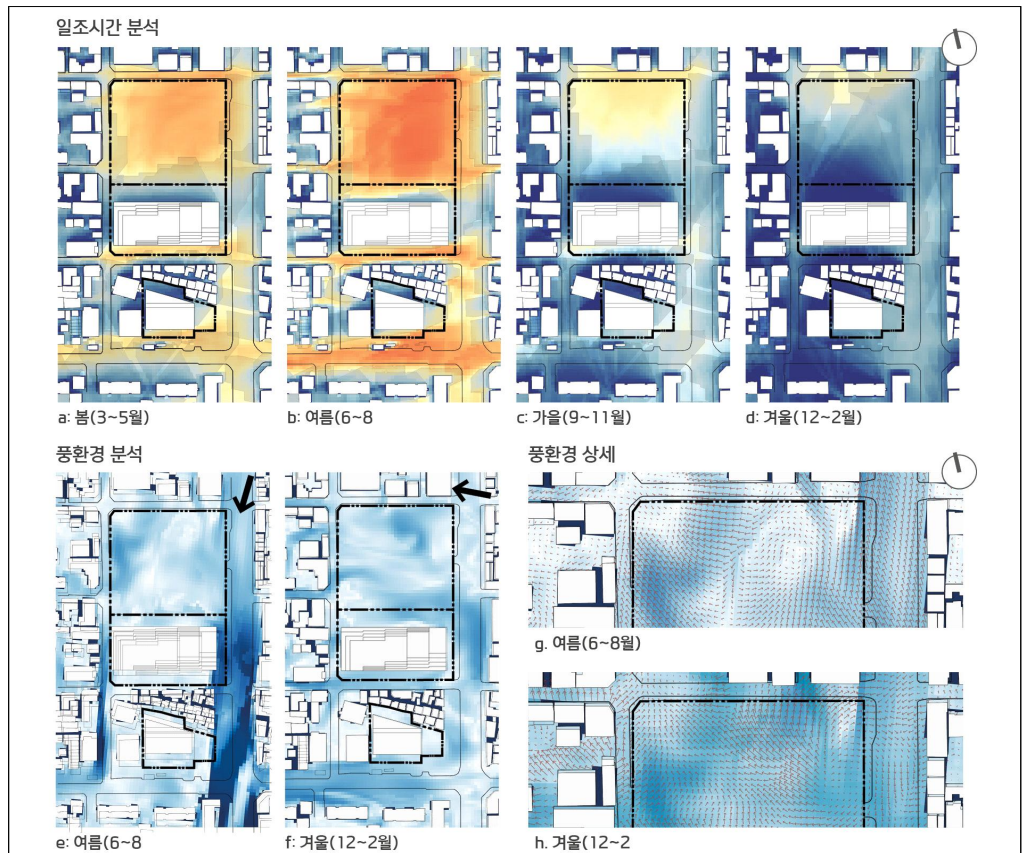 일조시간 분석
a: 봄(3~5월)
b: 여름(6~8
c: 가을(9~11월)
d: 겨울(12~2월)
풍환경 분석
풍환경 상세
e: 여름(6~8
f: 겨울(12~2월)
g. 여름(6~8월)
h. 겨울(12~2